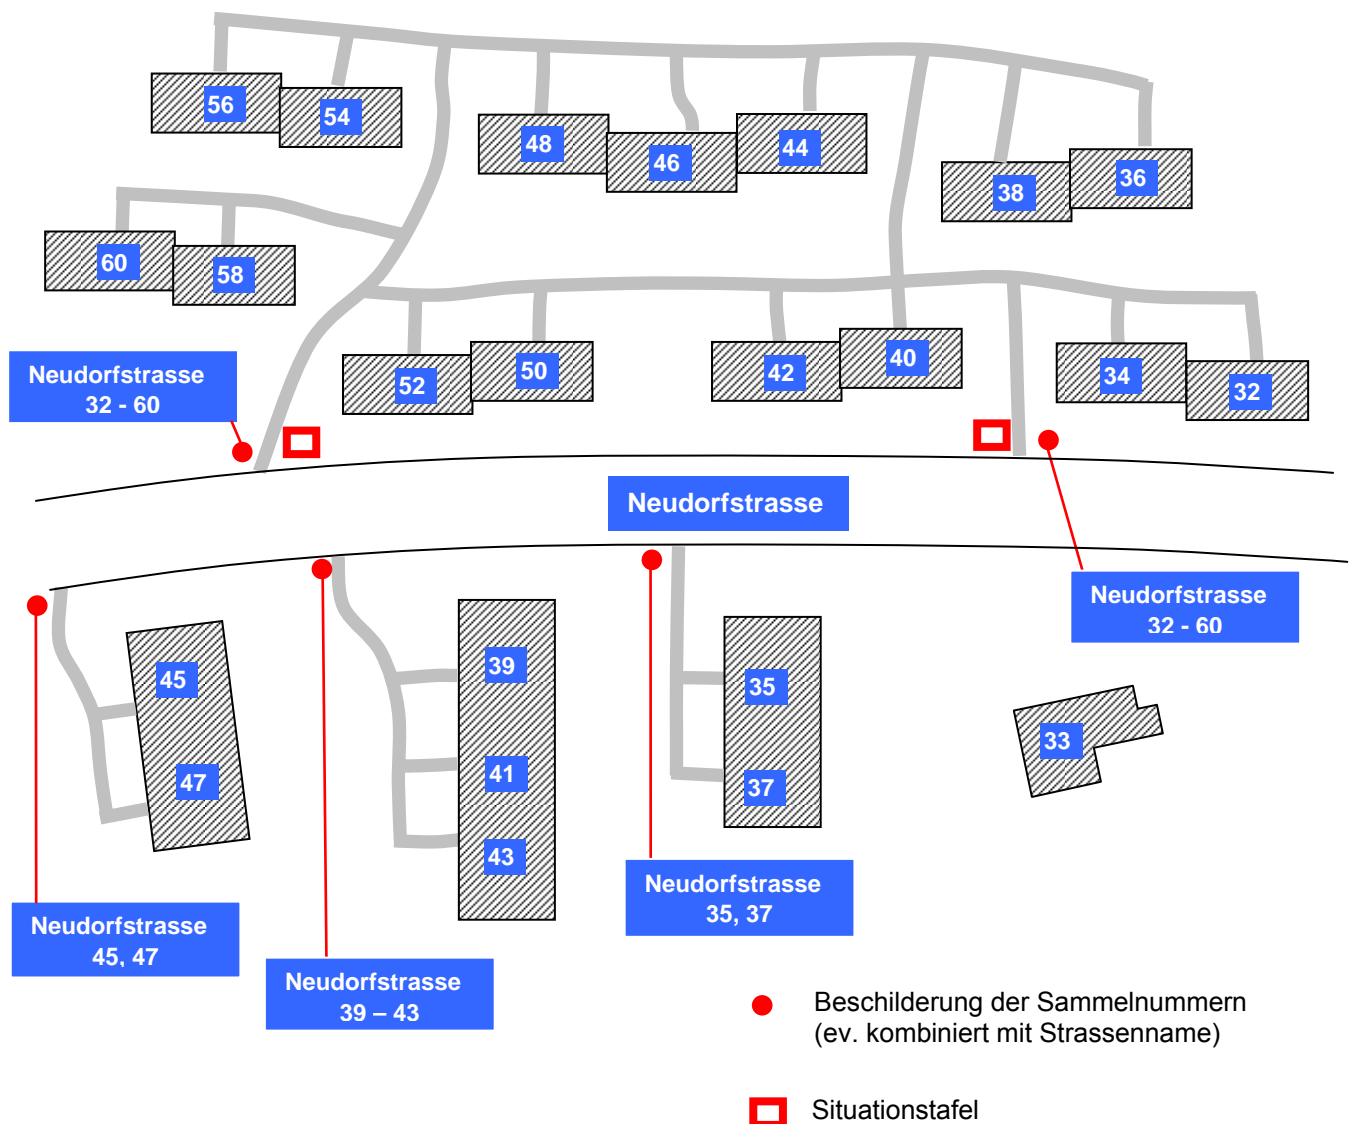 56
54
48
46
44
38
36
60
58
52
50
42
40
34
32
Neudorfstrasse
32 - 60
Neudorfstrasse
Neudorfstrasse
32 - 60
45
47
39
41
43
35
37
33
Neudorfstrasse
45, 47
Neudorfstrasse
39 – 43
Neudorfstrasse
35, 37
Beschilderung der Sammelnummern
(ev. kombiniert mit Strassenname)
Situationstafel